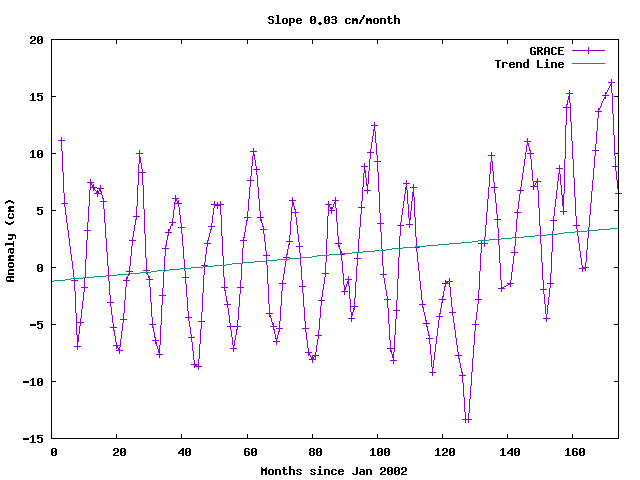 Slope 0.03 cm/month
GRACE
Trend Line
20
15
10
5
0
-5
-10
-15
Anomaly (cm)
0 20 40 60 80 100 120 140 160
Months since Jan 2002